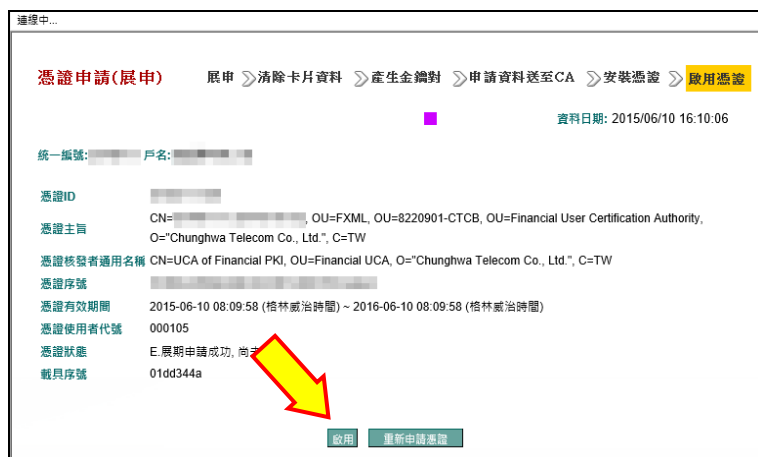 連線中...
憑證申請(展申) 展申 清除卡片資料 產生金鑰對 申請資料送至CA 安裝憑證 啟用憑證
資料日期: 2015/06/10 16:10:06
統一編號: 戶名:
憑證ID
憑證主旨 CN= , OU=FXML, OU=8220901-CTCB, OU=Financial User Certification Authority,
O="Chunghwa Telecom Co., Ltd.", C=TW
憑證核發者通用名稱 CN=UCA of Financial PKI, OU=Financial UCA, O="Chunghwa Telecom Co., Ltd.", C=TW
憑證序號
憑證有效期間 2015-06-10 08:09:58 (格林威治時間) ~ 2016-06-10 08:09:58 (格林威治時間)
憑證使用者代號 000105
憑證狀態 E.展期申請成功, 尚
載具序號 01dd344a
啟用 重新申請憑證